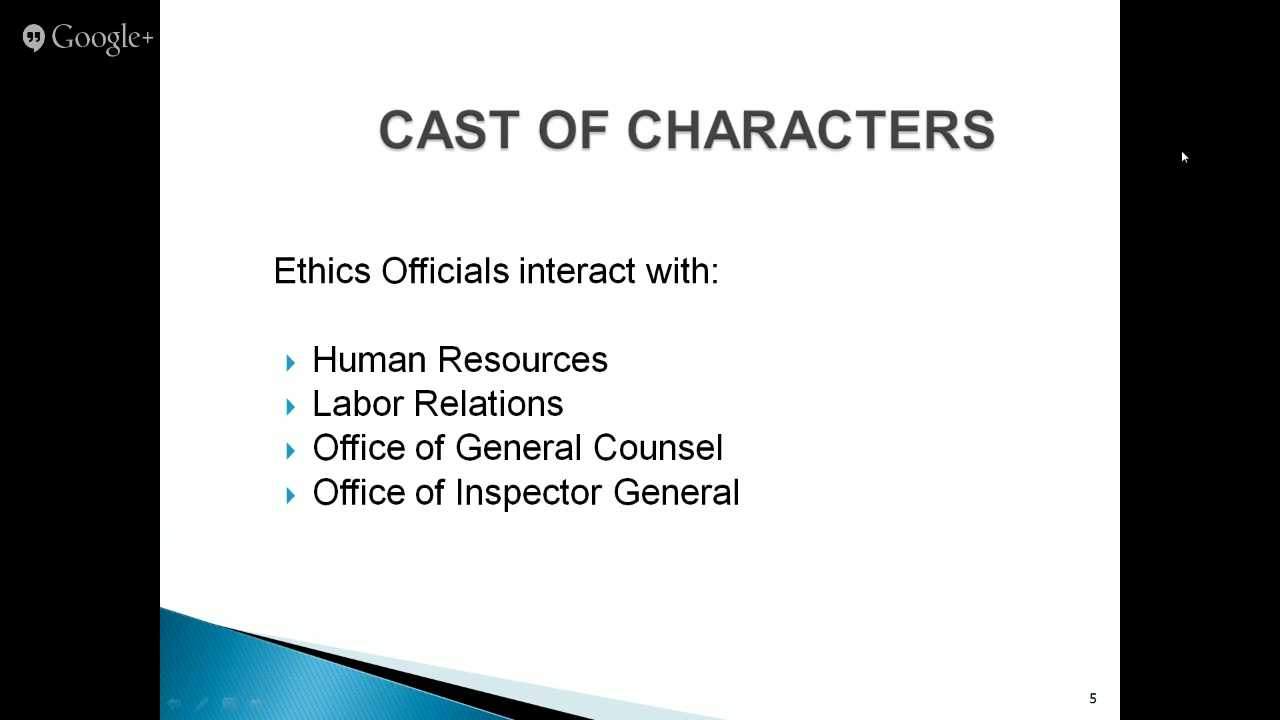 Google+
CAST OF CHARACTERS
Ethics Officials interact with:
Human Resources
Labor Relations
Office of General Counsel
Office of Inspector General
5